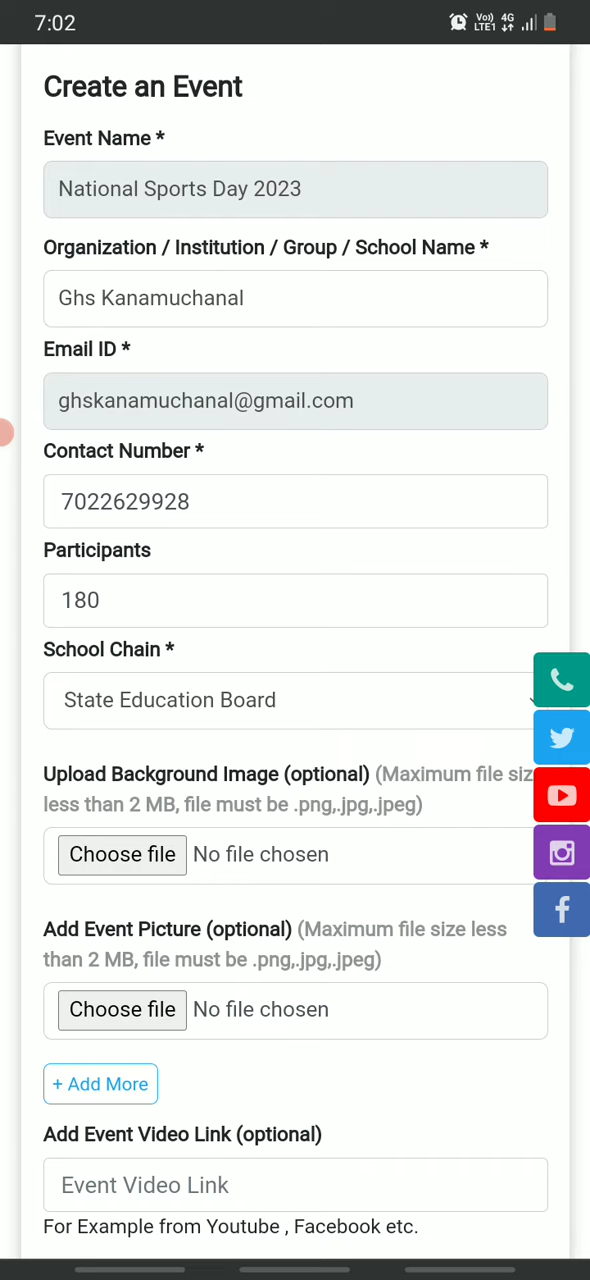 7:02
Vo)) 4G
LTE1
Create an Event
Event Name *
National Sports Day 2023
Organization / Institution / Group / School Name *
Ghs Kanamuchanal
Email ID *
ghskanamuchanal@gmail.com
Contact Number *
7022629928
Participants
180
School Chain *
State Education Board
Upload Background Image (optional) (Maximum file siz
less than 2 MB, file must be .png,.jpg,.jpeg)
Choose file No file chosen
Add Event Picture (optional) (Maximum file size less
than 2 MB, file must be .png,.jpg,.jpeg)
Choose file No file chosen
+ Add More
Add Event Video Link (optional)
Event Video Link
For Example from Youtube , Facebook etc.